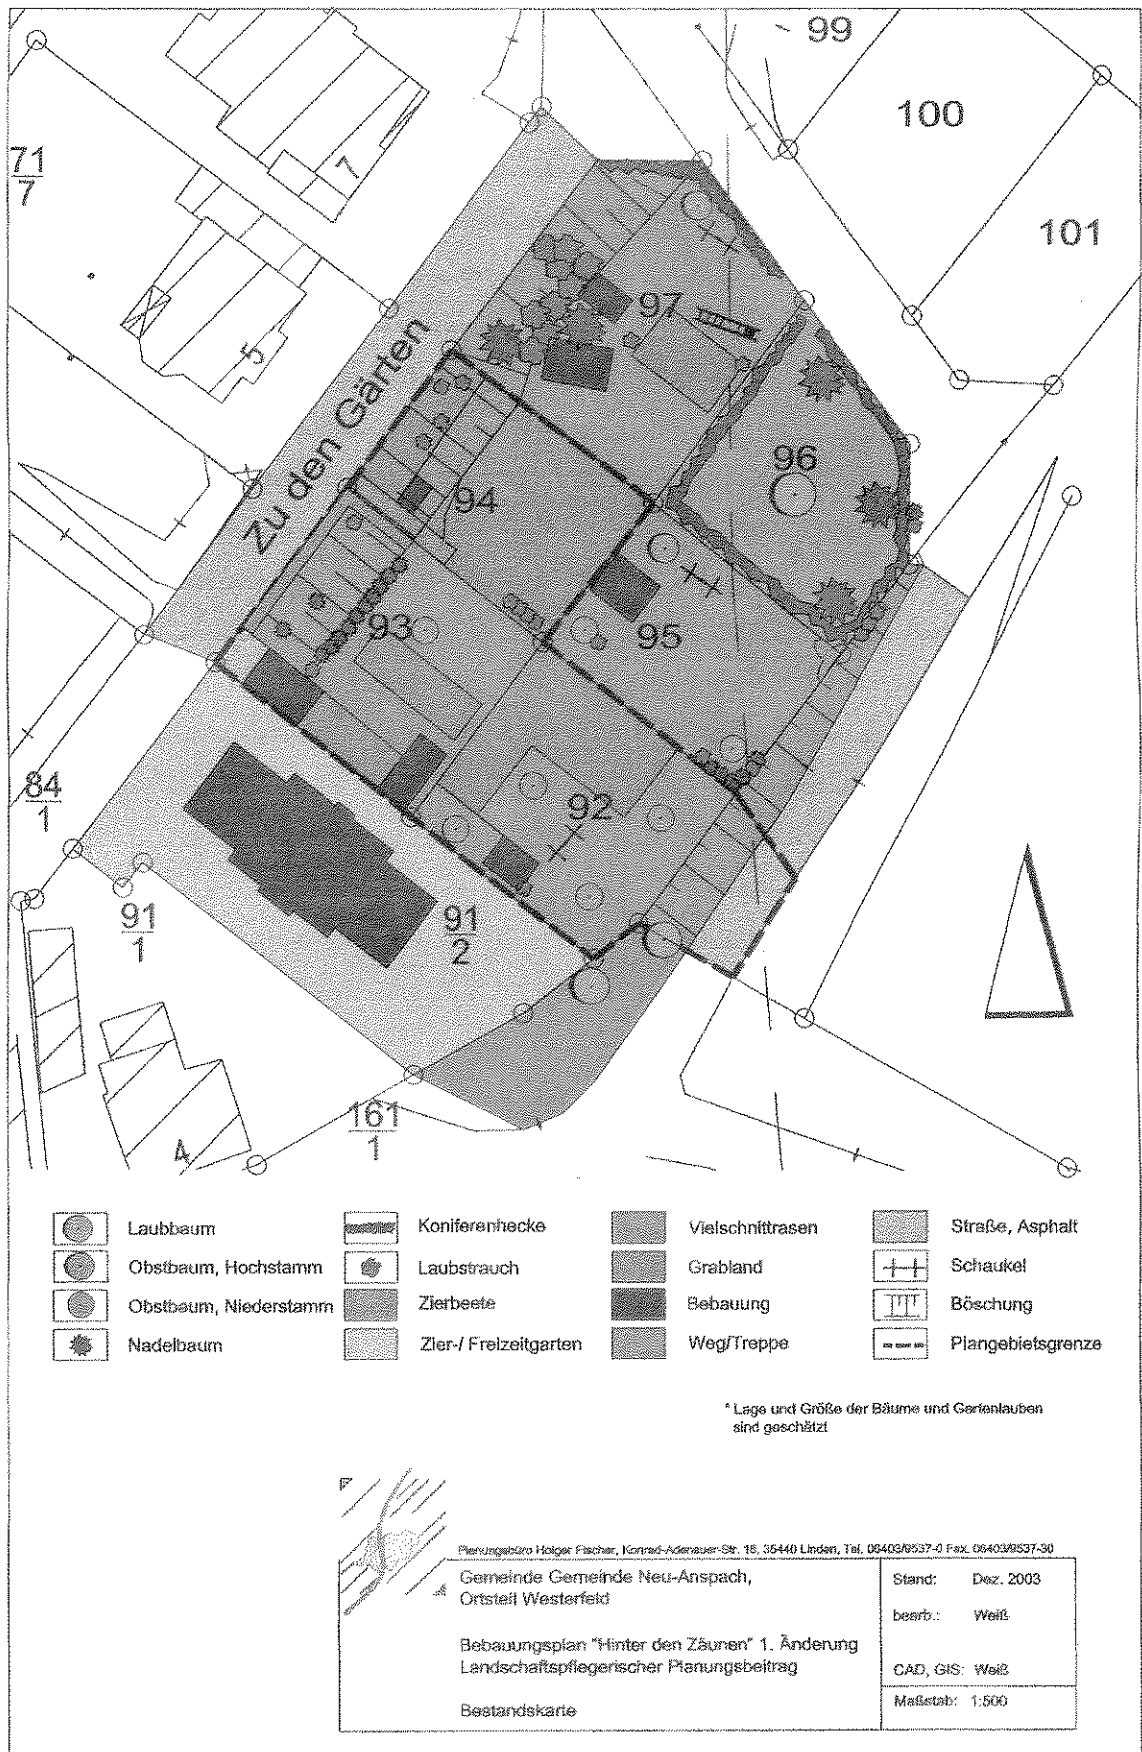 99
100
71
7
7
101
97
5
Zu den Gärten
96
94
93
95
84
1
92
91
1
91
2
161
1
4
Laubbaum
Koniferenhecke
Vielschnittrasen
Straße, Asphalt
Obstbaum, Hochstamm
Laubstrauch
Grabland
Schaukel
Obstbaum, Niederstamm
Zierbeete
Bebauung
Böschung
Nadelbaum
Zier-/ Freizeitgarten
Weg/Treppe
Plangebietsgrenze
* Lage und Größe der Bäume und Gartenlauben
sind geschätzt
Planungsbüro Holger Fischer, Konrad-Adenauer-Str. 16, 35440 Linden, Tel. 06403/9537-0 Fax. 06403/9537-30
Gemeinde Gemeinde Neu-Anspach,
Ortsteil Westerfeld
Stand: Dez. 2003
bearb.: Weiß
Bebauungsplan "Hinter den Zäunen" 1. Änderung
Landschaftspflegerischer Planungsbeitrag
CAD, GIS: Weiß
Maßstab: 1:500
Bestandskarte